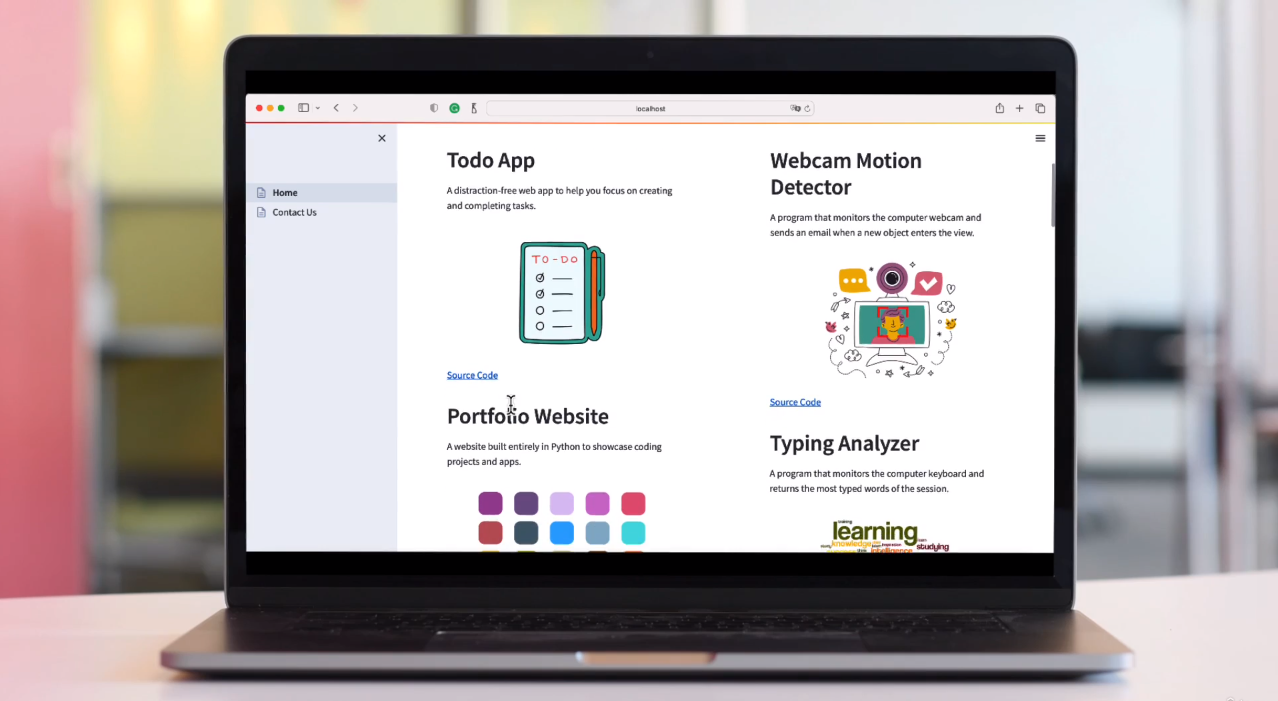 localhost
Home
Contact Us
Todo App
A distraction-free web app to help you focus on creating
and completing tasks.
TO-DO
Source Code
Portfolio Website
A website built entirely in Python to showcase coding
projects and apps.
Webcam Motion
Detector
A program that monitors the computer webcam and
sends an email when a new object enters the view.
Source Code
Typing Analyzer
A program that monitors the computer keyboard and
returns the most typed words of the session.
learning
knowledge
studying